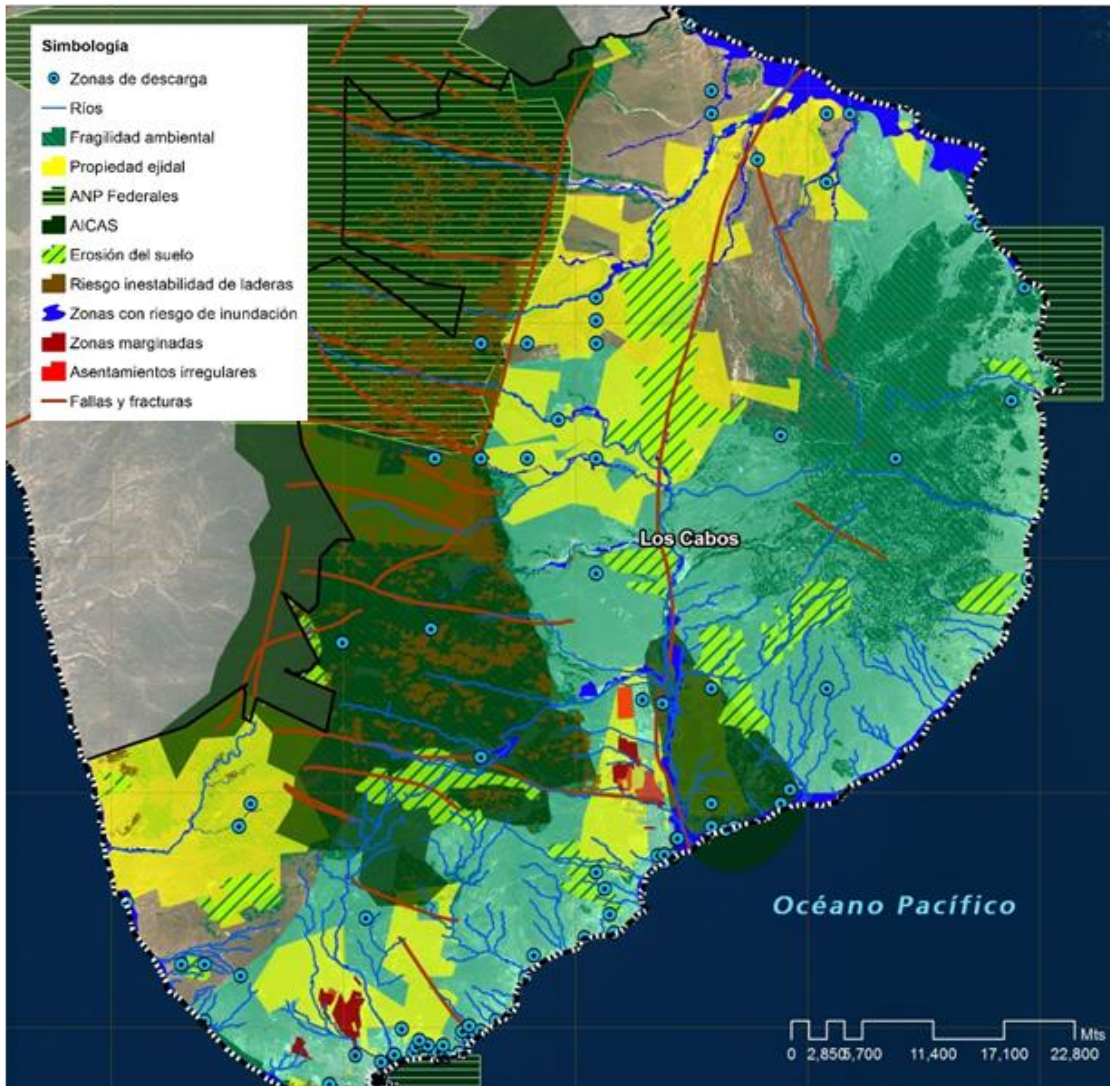 Simbología
Zonas de descarga
Ríos
Fragilidad ambiental
Propiedad ejidal
ANP Federales
AICAS
Erosión del suelo
Riesgo inestabilidad de laderas
Zonas con riesgo de inundación
Zonas marginadas
Asentamientos irregulares
Fallas y fracturas
Los Cabos
Océano Pacífico
Mts
0 2,850 5,700 11,400 17,100 22,800